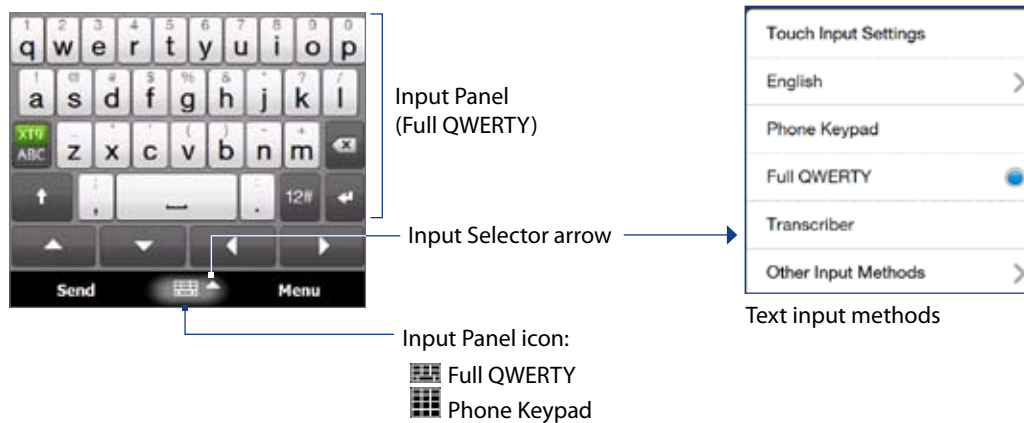 1 2 3 4 5 6 7 8 9 0
q w e r t y u i o p
! @ # $ % & ? /
a s d f g h j k l
XT9
ABC z x c v b n m
, . 12#
Send Menu
Input Panel
(Full QWERTY)
Input Selector arrow
Input Panel icon:
Full QWERTY
Phone Keypad
Touch Input Settings
English
Phone Keypad
Full QWERTY
Transcriber
Other Input Methods
Text input methods